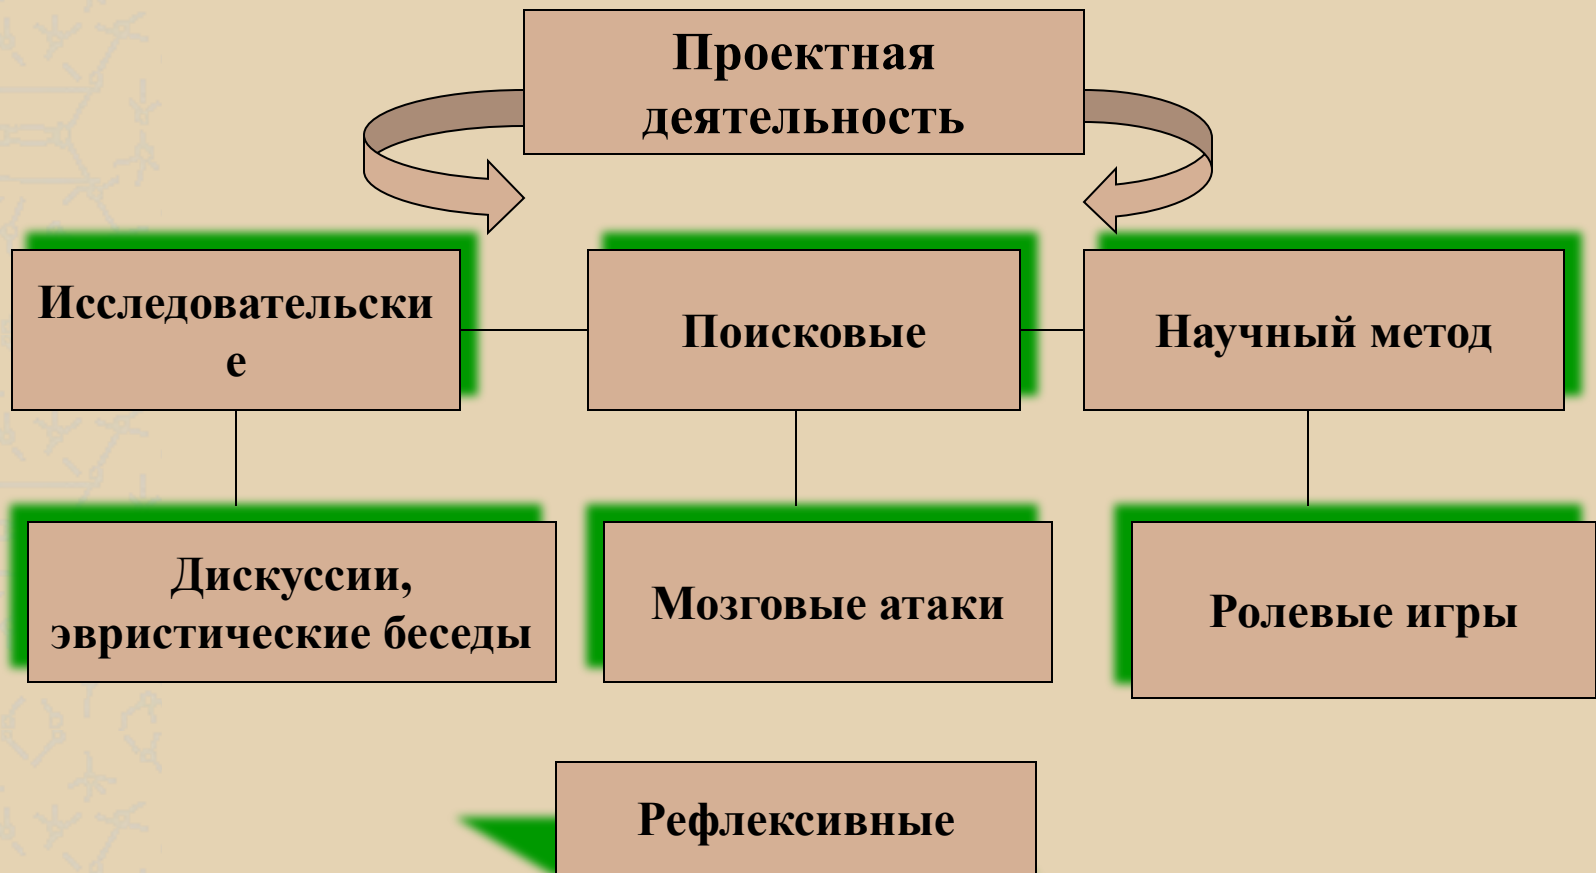 Проектная
деятельность
Исследовательски
е
Поисковые
Научный метод
Дискуссии,
эвристические беседы
Мозговые атаки
Ролевые игры
Рефлексивные